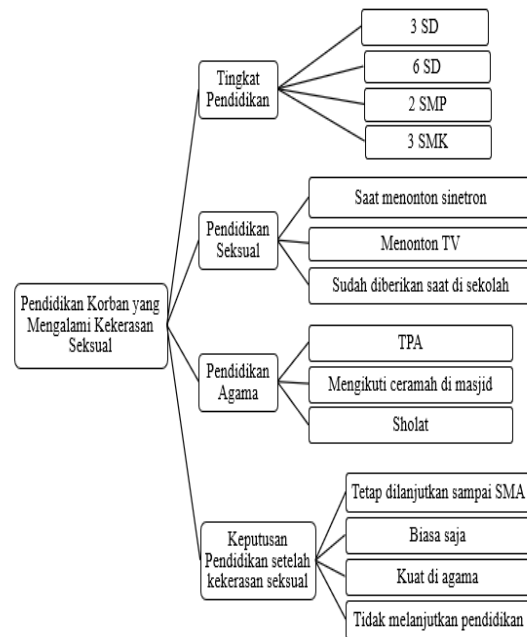 Pendidikan Korban yang
Mengalami Kekerasan
Seksual
Tingkat
Pendidikan
3 SD
6 SD
2 SMP
3 SMK
Pendidikan
Seksual
Saat menonton sinetron
Menonton TV
Sudah diberikan saat di sekolah
Pendidikan
Agama
TPA
Mengikuti ceramah di masjid
Sholat
Keputusan
Pendidikan setelah
kekerasan seksual
Tetap dilanjutkan sampai SMA
Biasa saja
Kuat di agama
Tidak melanjutkan pendidikan